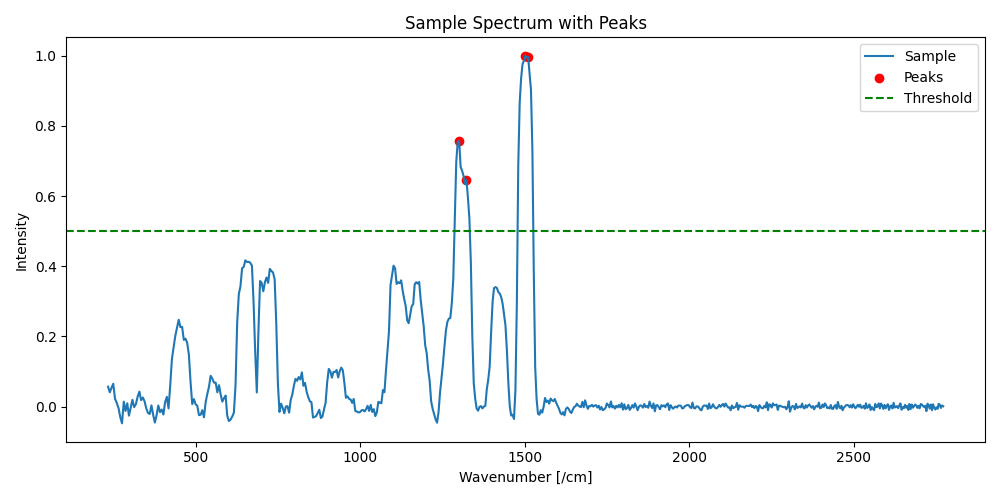 Sample Spectrum with Peaks
1.0
0.8
0.6
0.4
0.2
0.0
Intensity
Sample
Peaks
Threshold
500
1000
1500
2000
2500
Wavenumber [/cm]